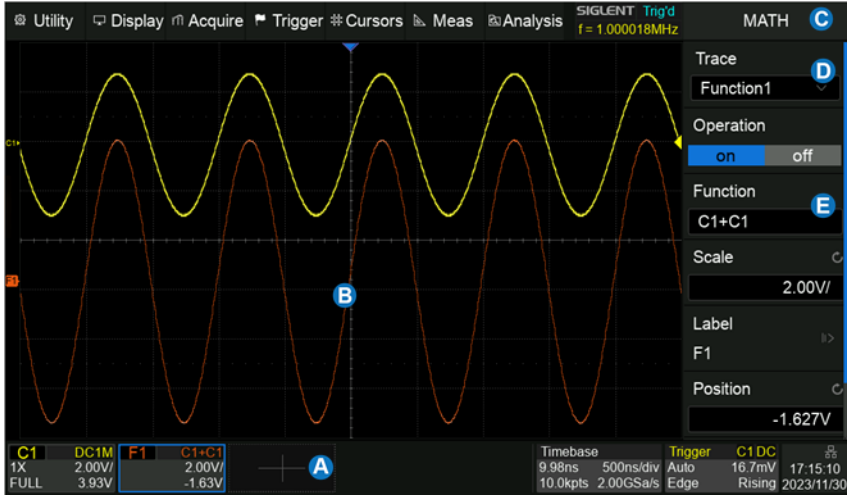 Utility Display Acquire Trigger Cursors Meas Analysis SIGLENT Trig'd
f = 1.000018MHz
MATH C
Trace
Function1 D
Operation
on off
Function
C1+C1 E
Scale
2.00V/
Label
F1
Position
-1.627V
C1
F1
B
C1 DC1M
1X 2.00V/
FULL 3.93V
F1 C1+C1
2.00V/
-1.63V
A
Timebase
9.98ns 500ns/div
10.0kpts 2.00GSa/s
Trigger C1 DC
Auto 16.7mV
Edge Rising
17:15:10
2023/11/30